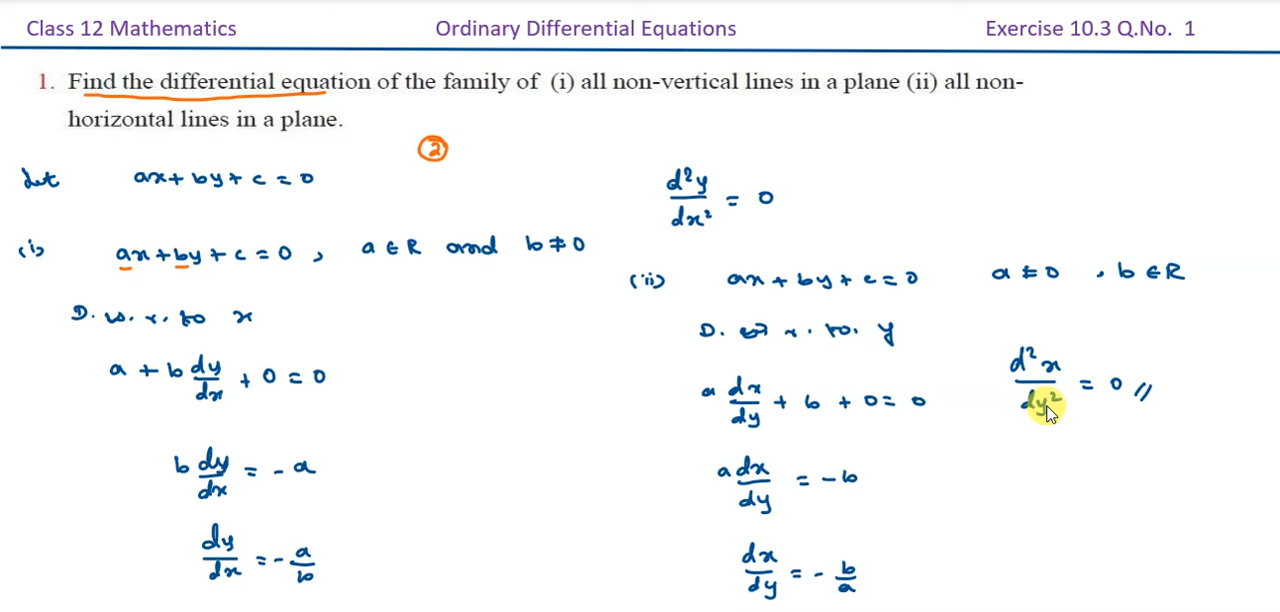 Class 12 Mathematics Ordinary Differential Equations Exercise 10.3 Q.No. 1
1. Find the differential equation of the family of (i) all non-vertical lines in a plane (ii) all non-
horizontal lines in a plane.
②
Let ax + by + c = 0
(i) ax + by + c = 0, a ∈ R and b ≠ 0
D. w. r. to x
a + b dy/dx + 0 = 0
b dy/dx = - a
dy/dx = - a/b
d²y/dx² = 0
(ii) ax + by + c = 0 a ≠ 0, b ∈ R
D. w r. to. y
a dx/dy + b + 0 = 0
a dx/dy = - b
dx/dy = - b/a
d²x/dy² = 0 //